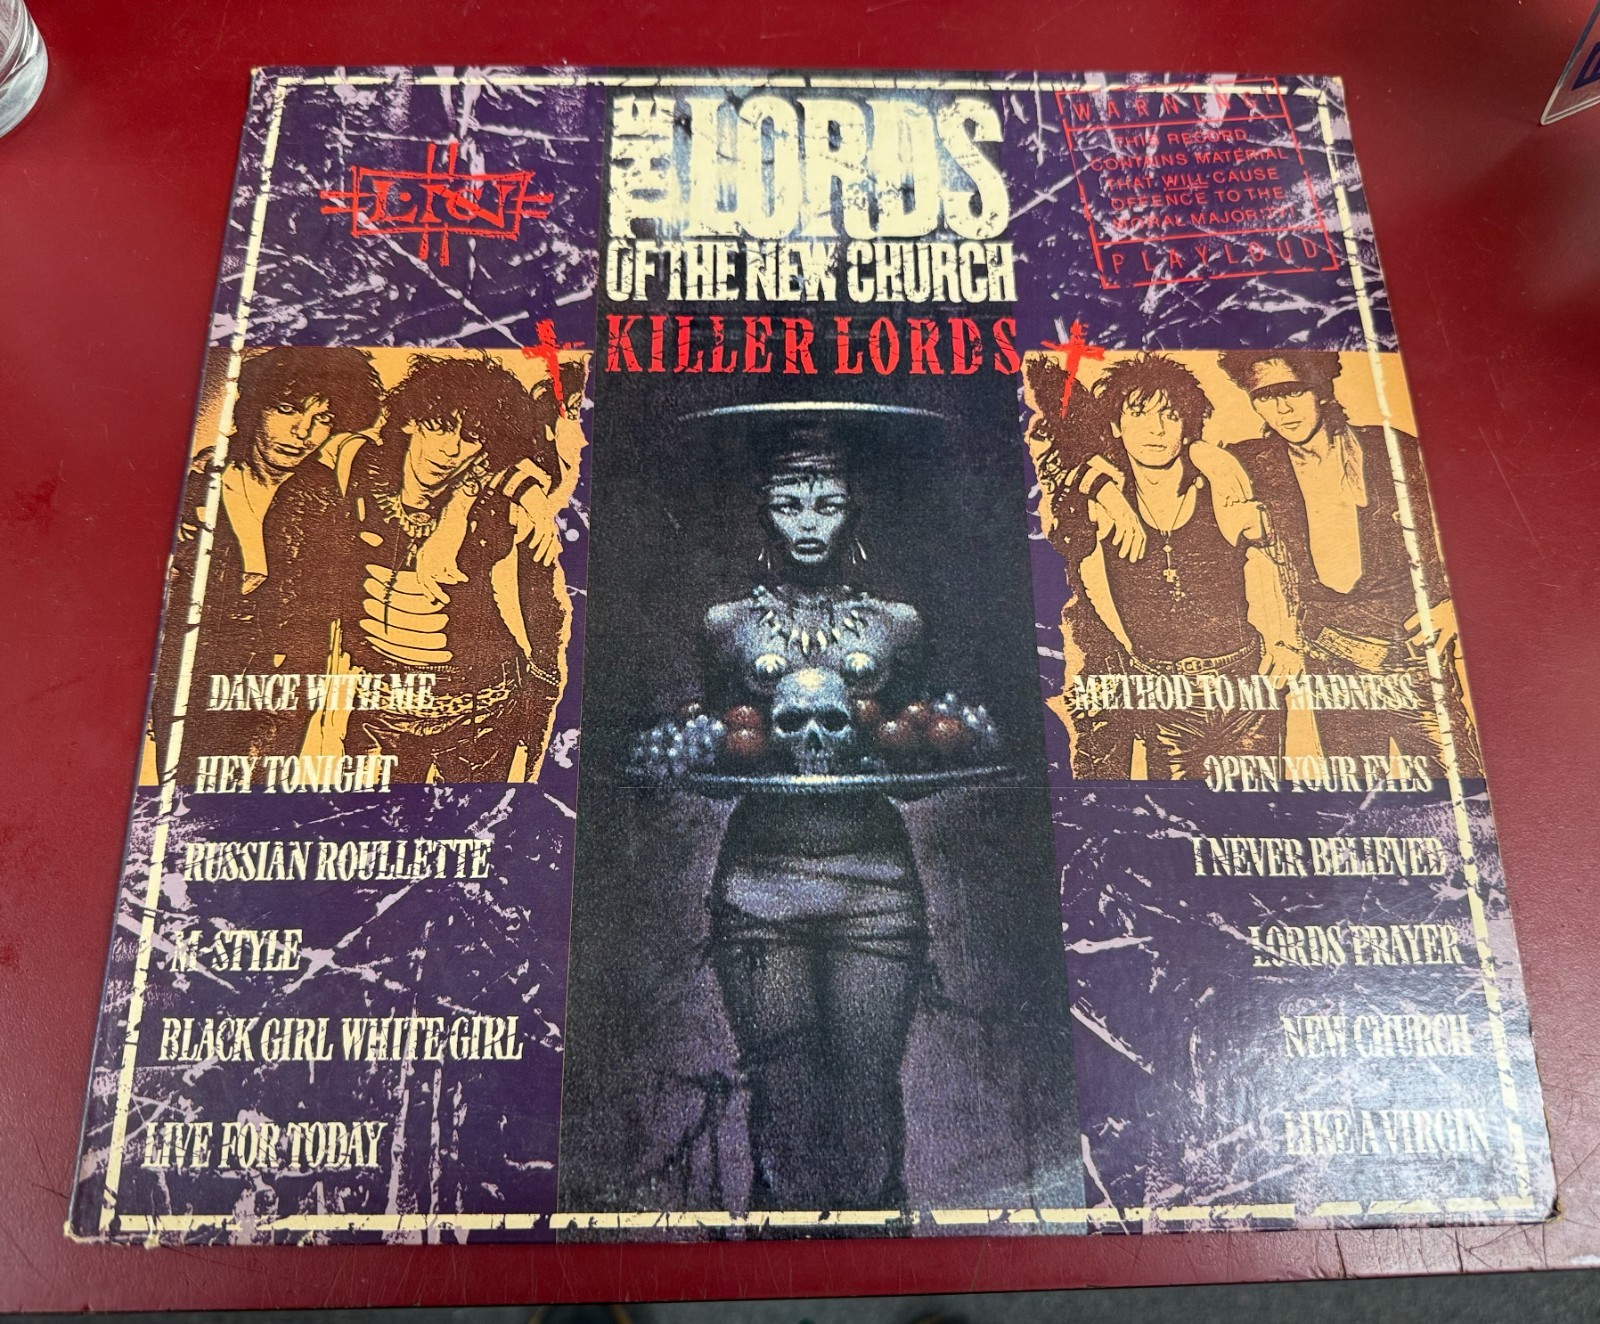 THE LORDS
OF THE NEW CHURCH
KILLER LORDS
WARNING!
THIS RECORD
CONTAINS MATERIAL
THAT WILL CAUSE
OFFENCE TO THE
MORAL MAJORITY!
PLAY LOUD
DANCE WITH ME
HEY TONIGHT
RUSSIAN ROULLETTE
M-STYLE
BLACK GIRL WHITE GIRL
LIVE FOR TODAY
METHOD TO MY MADNESS
OPEN YOUR EYES
I NEVER BELIEVED
LORDS PRAYER
NEW CHURCH
LIKE A VIRGIN